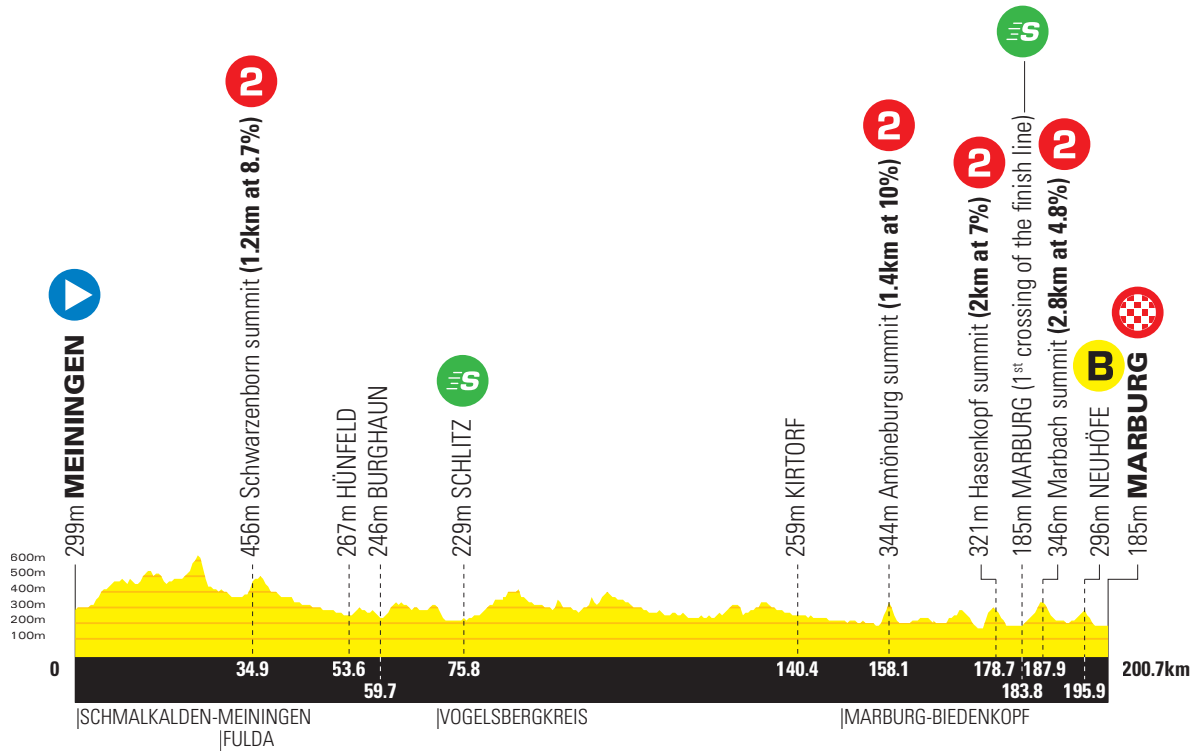 2
456m Schwarzenborn summit (1.2km at 8.7%)
299m MEININGEN
267m HÜNFELD
246m BURGHAUN
S
229m SCHLITZ
259m KIRTORF
2
344m Amöneburg summit (1.4km at 10%)
2
321m Hasenkopf summit (2km at 7%)
S
185m MARBURG (1st crossing of the finish line)
2
346m Marbach summit (2.8km at 4.8%)
B
296m NEUHÖFE
185m MARBURG
600m
500m
400m
300m
200m
100m
0
34.9
53.6
59.7
75.8
140.4
158.1
178.7
183.8
187.9
195.9
200.7km
|SCHMALKALDEN-MEININGEN
|FULDA
|VOGELSBERGKREIS
|MARBURG-BIEDENKOPF